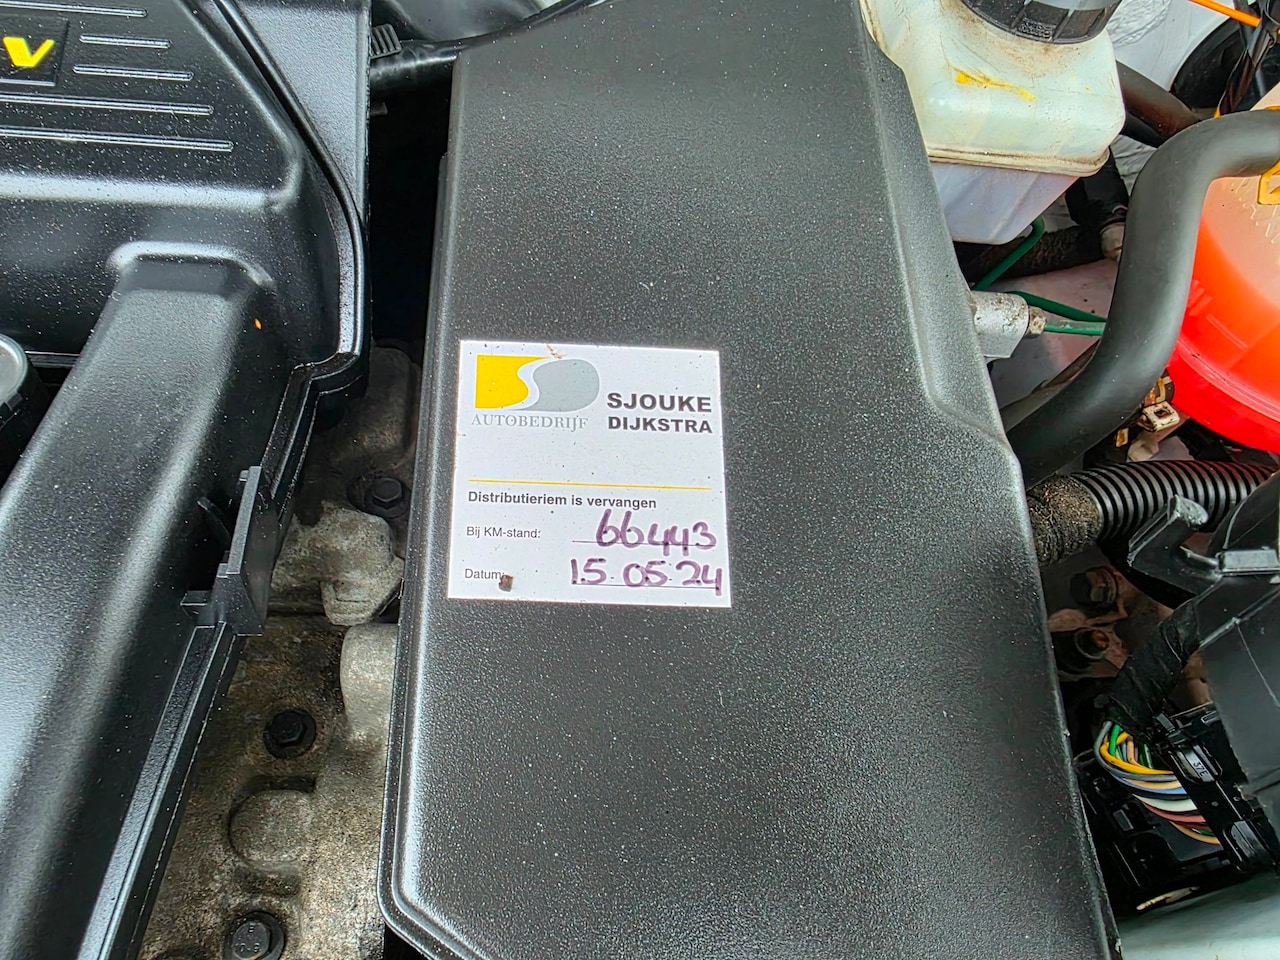 V
SJOUKE
DIJKSTRA
AUTOBEDRIJF
Distributieriem is vervangen
Bij KM-stand: 66443
Datum: 15.05.24